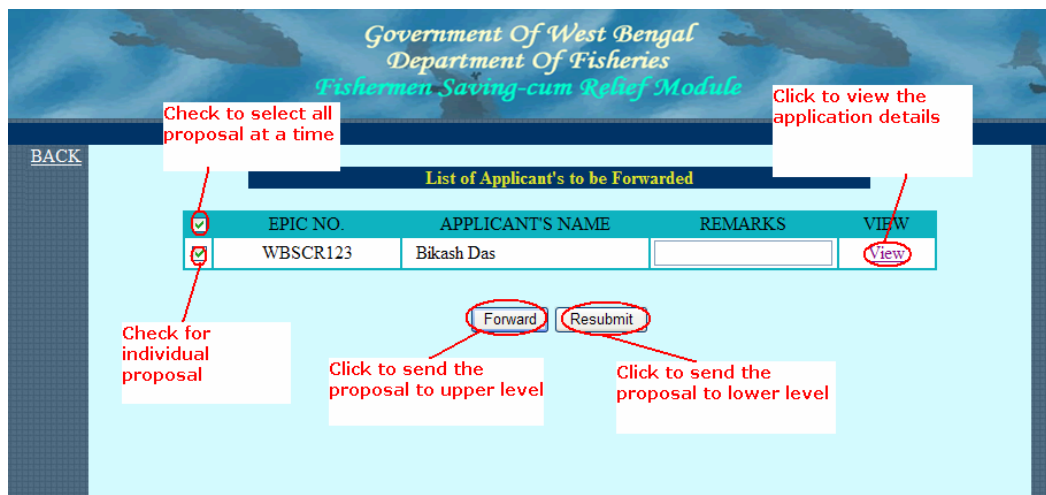 Government Of West Bengal
Department Of Fisheries
Fishermen Saving-cum Relief Module
Check to select all
proposal at a time
Click to view the
application details
BACK
List of Applicant's to be Forwarded
EPIC NO. APPLICANT'S NAME REMARKS VIEW
WBSCR123 Bikash Das View
Forward Resubmit
Check for
individual
proposal
Click to send the
proposal to upper level
Click to send the
proposal to lower level